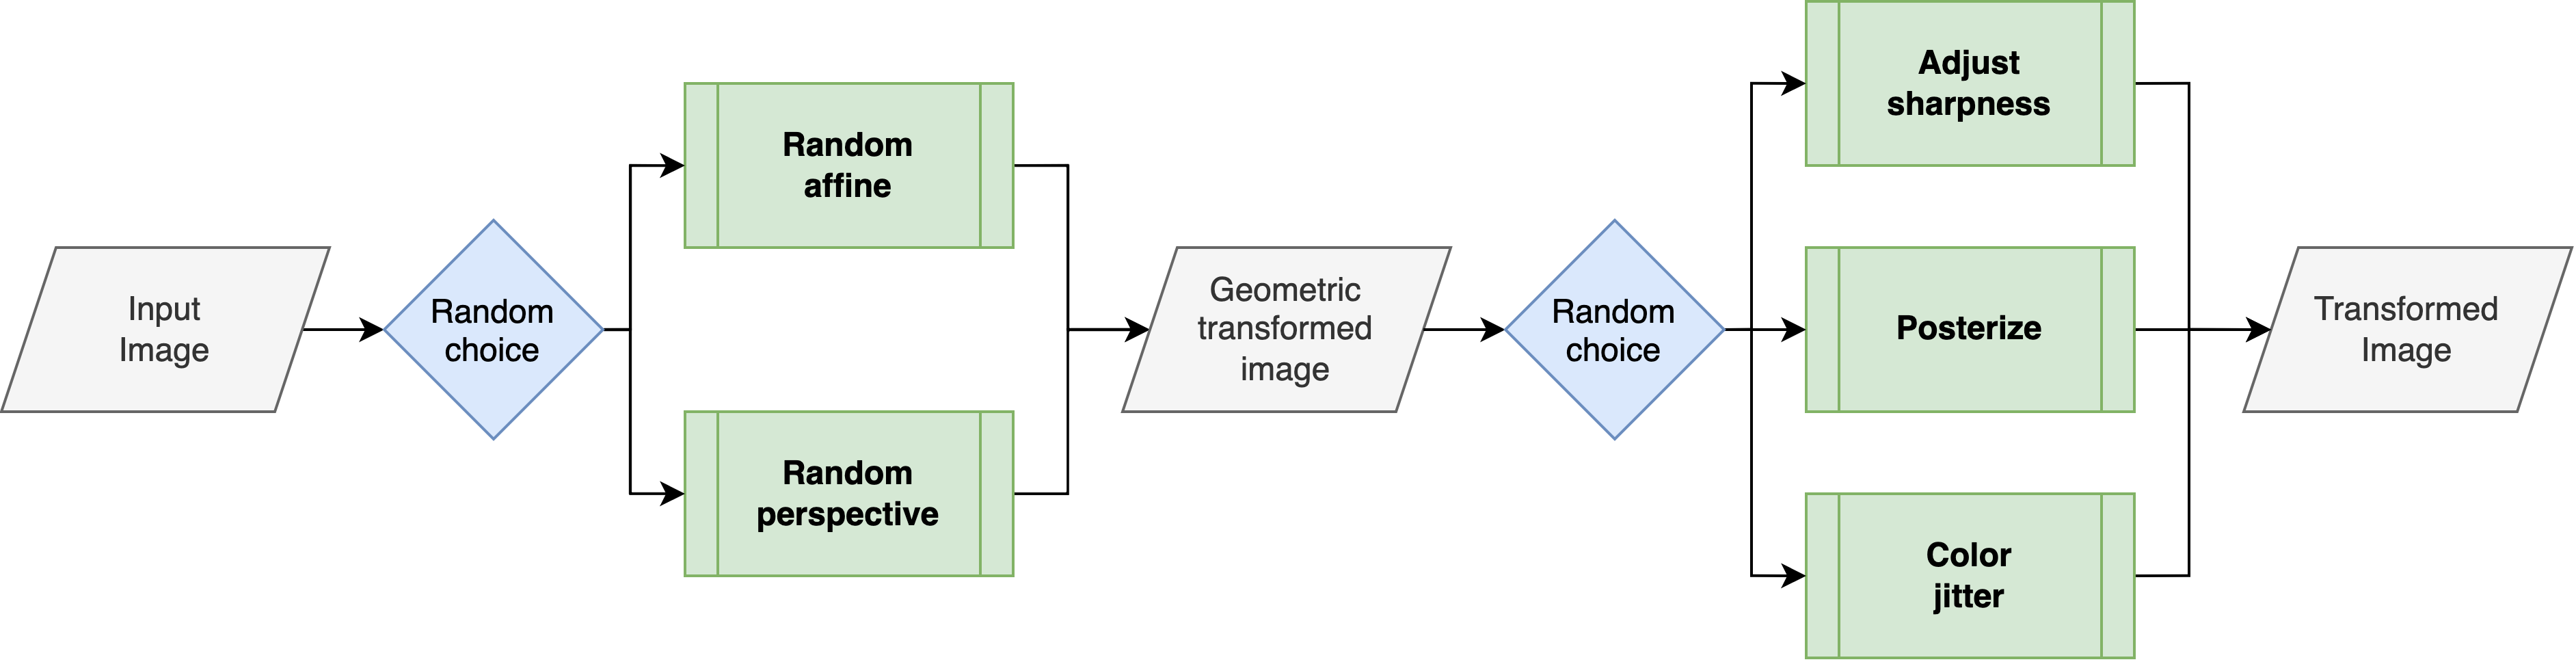 Input
Image
Random
choice
Random
affine
Random
perspective
Geometric
transformed
image
Random
choice
Adjust
sharpness
Posterize
Color
jitter
Transformed
Image